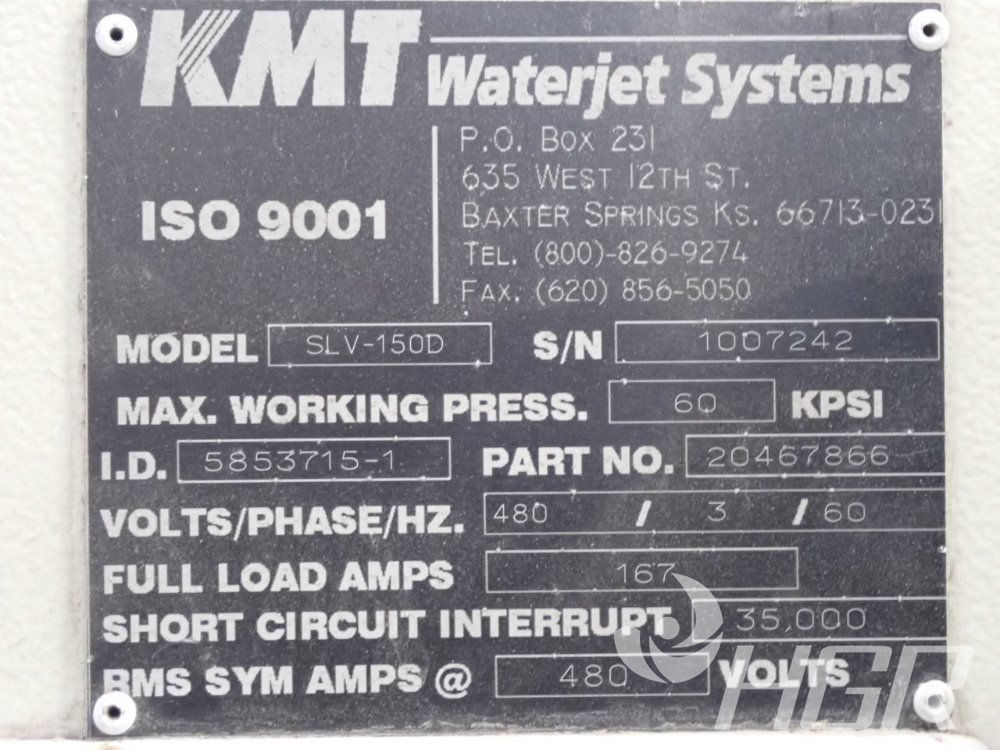 KMT Waterjet Systems
ISO 9001
P.O. BOX 231
635 WEST 12TH ST.
BAXTER SPRINGS KS. 66713-0231
TEL. (800)-826-9274
FAX. (620) 856-5050
MODEL SLV-150D S/N 1007242
MAX. WORKING PRESS. 60 KPSI
I.D. 5853715-1 PART NO. 20467866
VOLTS/PHASE/HZ. 480 / 3 / 60
FULL LOAD AMPS 167
SHORT CIRCUIT INTERRUPT 35,000
RMS SYM AMPS @ 480 VOLTS
HGR